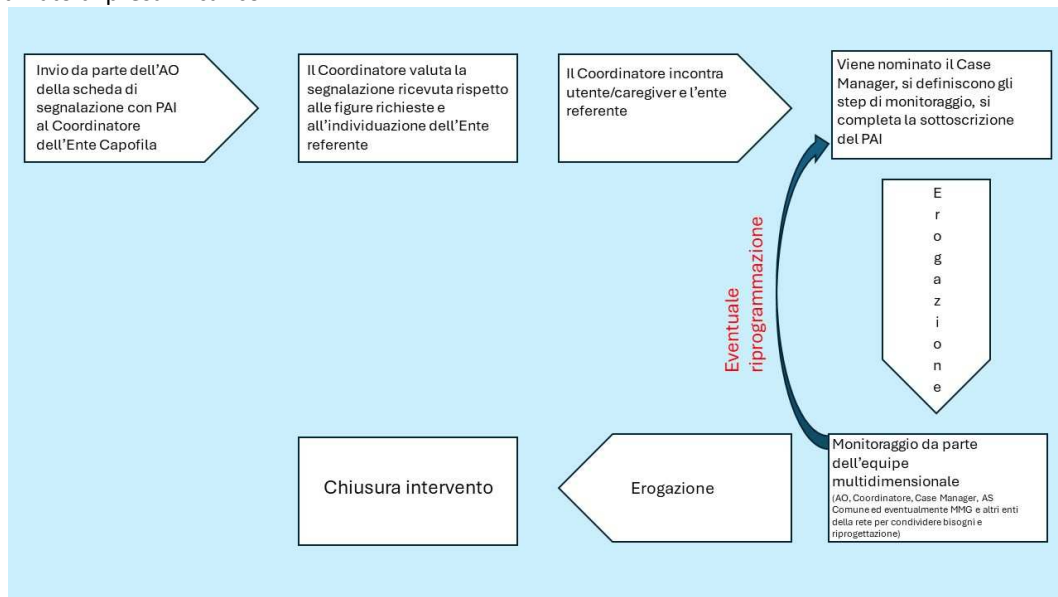 Invio da parte dell'AO
della scheda di
segnalazione con PAI
al Coordinatore
dell'Ente Capofila
Il Coordinatore valuta la
segnalazione ricevuta rispetto
alle figure richieste e
all'individuazione dell'Ente
referente
Il Coordinatore incontra
utente/caregiver e l'ente
referente
Viene nominato il Case
Manager, si definiscono gli
step di monitoraggio, si
completa la sottoscrizione
del PAI
E
r
o
g
a
z
i
o
n
e
Eventuale
riprogrammazione
Monitoraggio da parte
dell'equipe
multidimensionale
(AO, Coordinatore, Case Manager, AS
Comune ed eventualmente MMG e altri enti
della rete per condividere bisogni e
riprogettazione)
Erogazione
Chiusura intervento